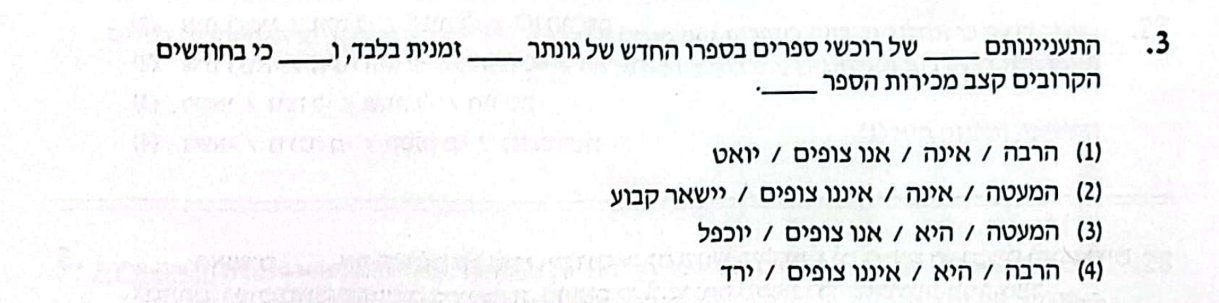 3. התעניינותם ____ של רוכשי ספרים בספרו החדש של גונתר ____ זמנית בלבד, ו____ כי בחודשים
הקרובים קצב מכירות הספר ____.
(1) הרבה / אינה / אנו צופים / יואט
(2) המעטה / אינה / איננו צופים / יישאר קבוע
(3) המעטה / היא / אנו צופים / יוכפל
(4) הרבה / היא / איננו צופים / ירד